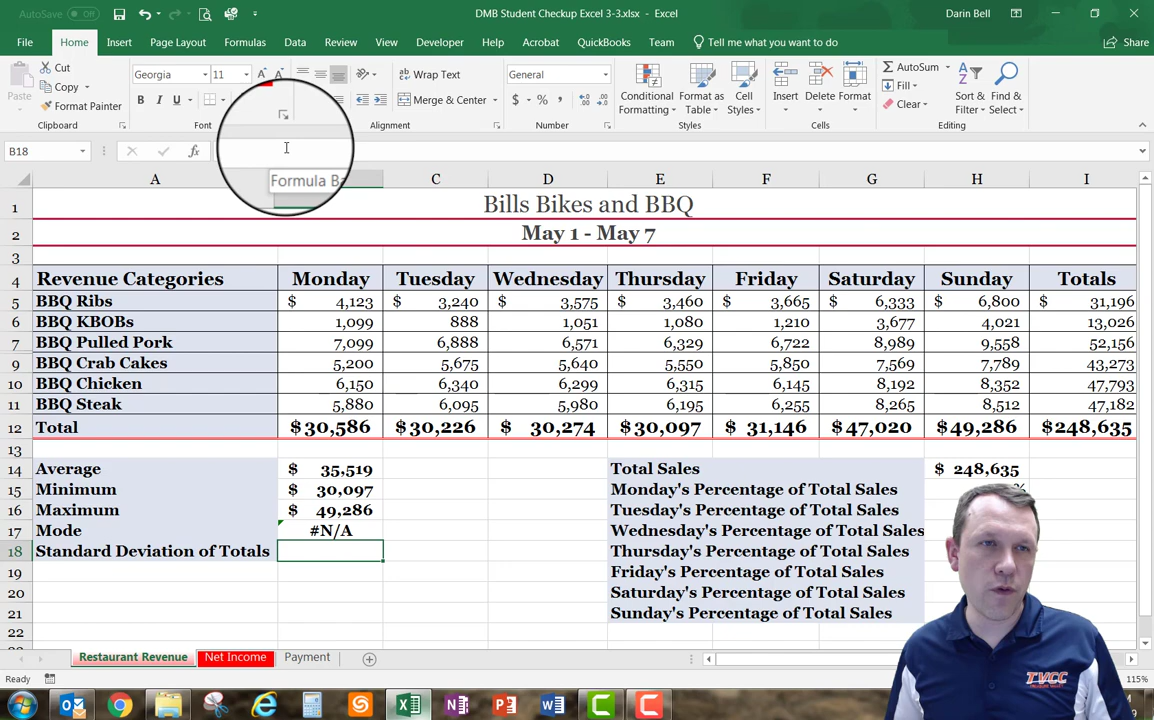 AutoSave Off DMB Student Checkup Excel 3-3.xlsx - Excel Darin Bell
File Home Insert Page Layout Formulas Data Review View Developer Help Acrobat QuickBooks Team Tell me what you want to do Share
Cut Georgia 11 A A Wrap Text General AutoSum
Paste Copy Conditional Format as Cell Insert Delete Format Fill Sort & Find &
Format Painter B I U Merge & Center $ % , Formatting Table Styles Clear Filter Select
Clipboard Font Alignment Number Styles Cells Editing
B18 fx
Formula Ba
A C D E F G H I
1 Bills Bikes and BBQ
2 May 1 - May 7
3
4 Revenue Categories Monday Tuesday Wednesday Thursday Friday Saturday Sunday Totals
5 BBQ Ribs $ 4,123 $ 3,240 $ 3,575 $ 3,460 $ 3,665 $ 6,333 $ 6,800 $ 31,196
6 BBQ KBOBs 1,099 888 1,051 1,080 1,210 3,677 4,021 13,026
7 BBQ Pulled Pork 7,099 6,888 6,571 6,329 6,722 8,989 9,558 52,156
9 BBQ Crab Cakes 5,200 5,675 5,640 5,550 5,850 7,569 7,789 43,273
10 BBQ Chicken 6,150 6,340 6,299 6,315 6,145 8,192 8,352 47,793
11 BBQ Steak 5,880 6,095 5,980 6,195 6,255 8,265 8,512 47,182
12 Total $30,586 $30,226 $ 30,274 $30,097 $ 31,146 $47,020 $49,286 $248,635
13
14 Average $ 35,519 Total Sales $ 248,635
15 Minimum $ 30,097 Monday's Percentage of Total Sales %
16 Maximum $ 49,286 Tuesday's Percentage of Total Sales
17 Mode #N/A Wednesday's Percentage of Total Sales
18 Standard Deviation of Totals Thursday's Percentage of Total Sales
19 Friday's Percentage of Total Sales
20 Saturday's Percentage of Total Sales
21 Sunday's Percentage of Total Sales
22
Restaurant Revenue Net Income Payment
Ready 115%
TVCC